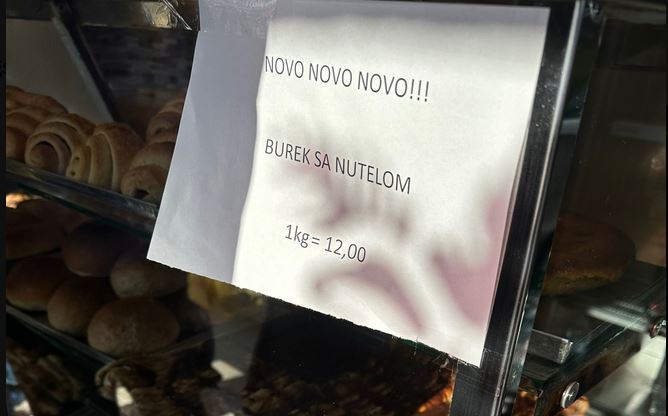 NOVO NOVO NOVO!!!
BUREK SA NUTELOM
1kg= 12,00